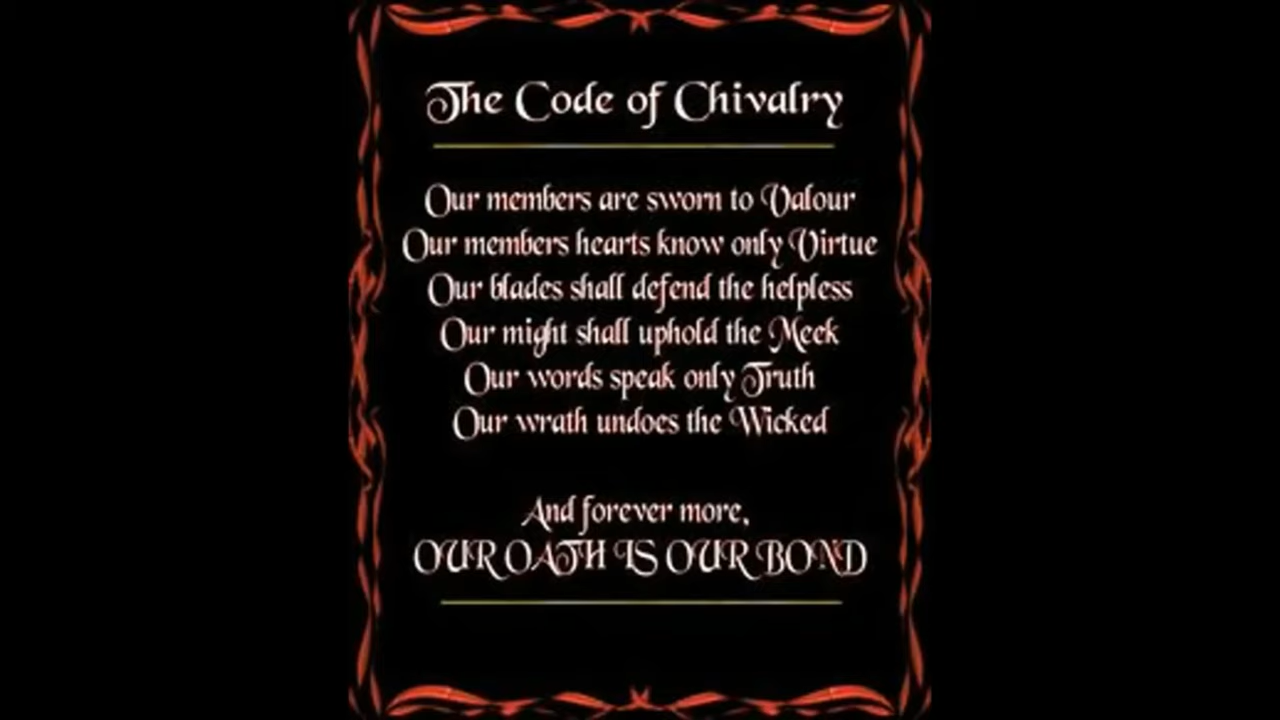 The Code of Chivalry
Our members are sworn to Valour
Our members hearts know only Virtue
Our blades shall defend the helpless
Our might shall uphold the Meek
Our words speak only Truth
Our wrath undoes the Wicked
And forever more,
OUR OATH IS OUR BOND